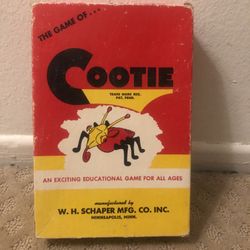 THE GAME OF...
COOTIE
TRADE MARK REG.
PAT. PEND.
AN EXCITING EDUCATIONAL GAME FOR ALL AGES
manufactured by
W. H. SCHAPER MFG. CO. INC.
MINNEAPOLIS, MINN.